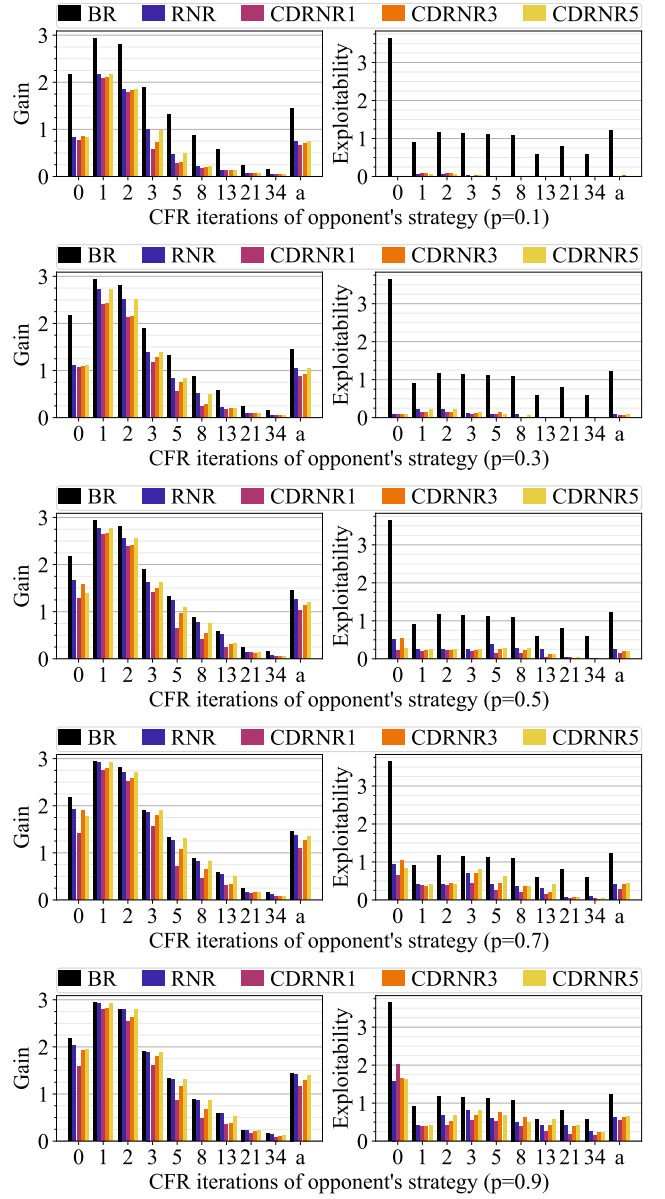 BR RNR CDRNR1 CDRNR3 CDRNR5
Gain
3
2
1
0
0 1 2 3 5 8 13 21 34 a
Exploitability
3
2
1
0
0 1 2 3 5 8 13 21 34 a
CFR iterations of opponent's strategy (p=0.1)
BR RNR CDRNR1 CDRNR3 CDRNR5
Gain
3
2
1
0
0 1 2 3 5 8 13 21 34 a
Exploitability
3
2
1
0
0 1 2 3 5 8 13 21 34 a
CFR iterations of opponent's strategy (p=0.3)
BR RNR CDRNR1 CDRNR3 CDRNR5
Gain
3
2
1
0
0 1 2 3 5 8 13 21 34 a
Exploitability
3
2
1
0
0 1 2 3 5 8 13 21 34 a
CFR iterations of opponent's strategy (p=0.5)
BR RNR CDRNR1 CDRNR3 CDRNR5
Gain
3
2
1
0
0 1 2 3 5 8 13 21 34 a
Exploitability
3
2
1
0
0 1 2 3 5 8 13 21 34 a
CFR iterations of opponent's strategy (p=0.7)
BR RNR CDRNR1 CDRNR3 CDRNR5
Gain
3
2
1
0
0 1 2 3 5 8 13 21 34 a
Exploitability
3
2
1
0
0 1 2 3 5 8 13 21 34 a
CFR iterations of opponent's strategy (p=0.9)